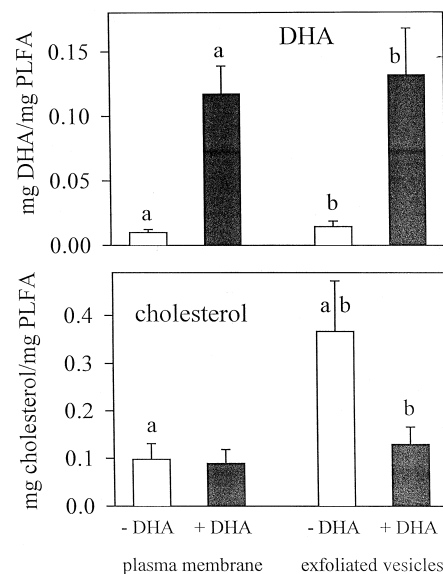 DHA
mg DHA/mg PLFA
0.15
0.10
0.05
0.00
a
a
b
b
cholesterol
mg cholesterol/mg PLFA
0.4
0.3
0.2
0.1
0.0
a
a b
b
- DHA + DHA - DHA + DHA
plasma membrane exfoliated vesicles